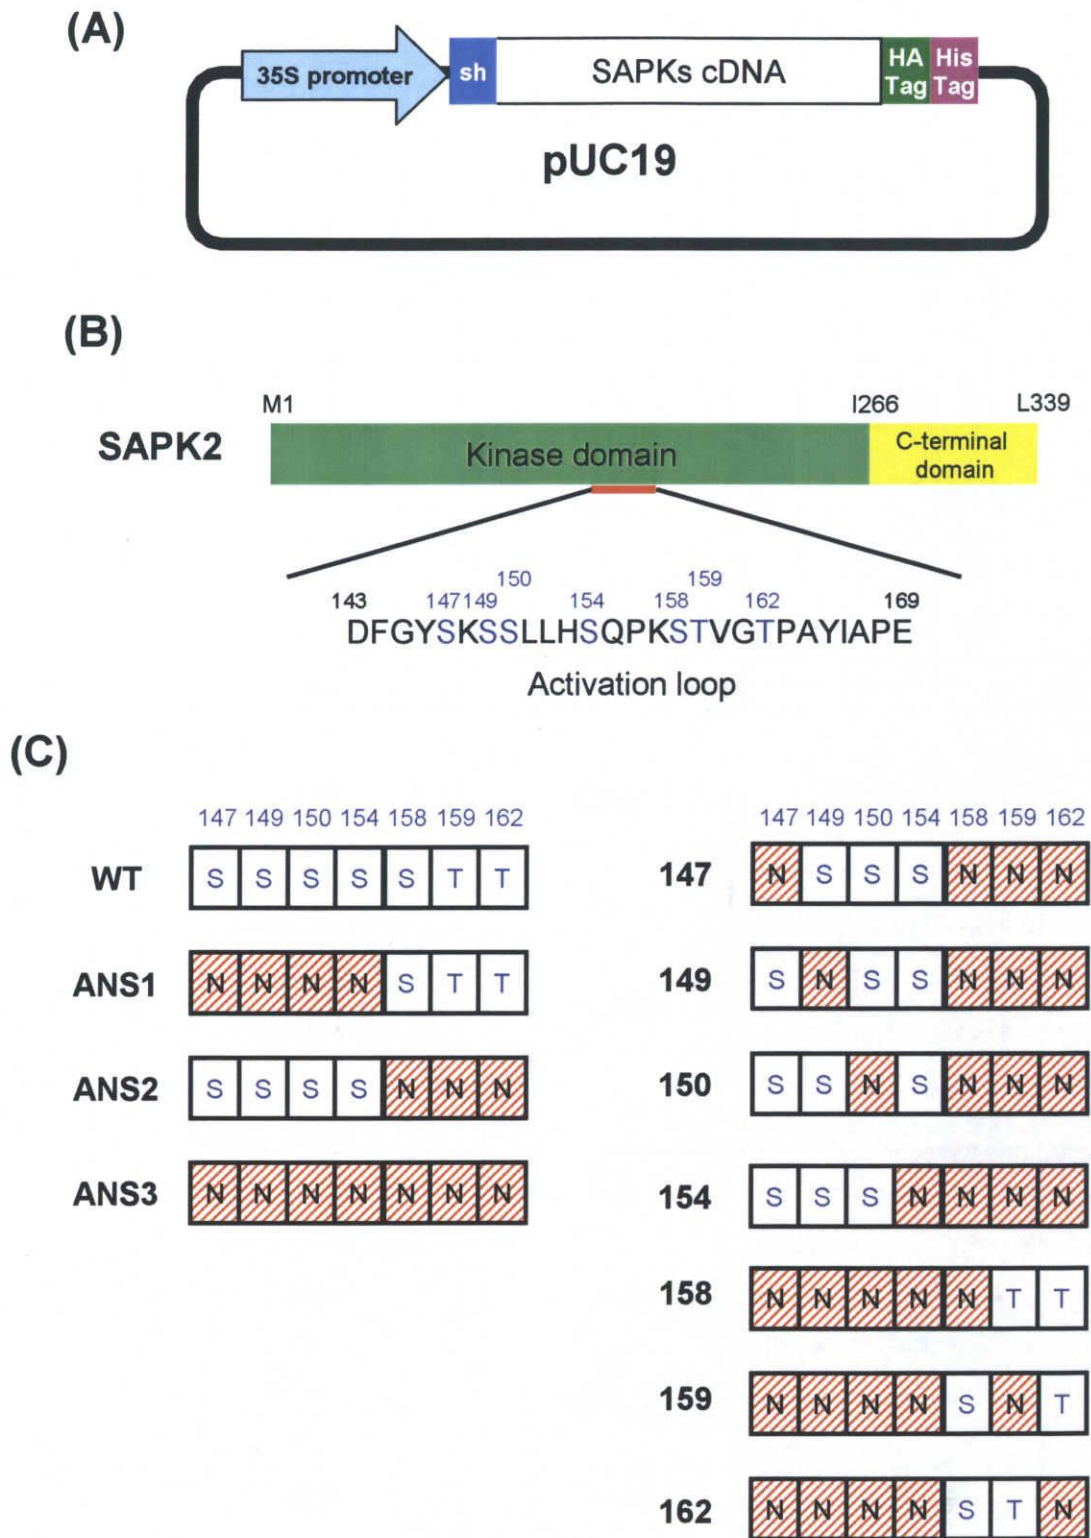 (A)
35S promoter
sh
SAPKs cDNA
HA Tag
His Tag
pUC19
(B)
M1
I266
L339
SAPK2
Kinase domain
C-terminal domain
150
159
143
147
149
154
158
162
169
DFGYSKSSLLHSQPKSTVGTPAYIAPE
Activation loop
(C)
147 149 150 154 158 159 162
WT S S S S S T T
ANS1 N N N N S T T
ANS2 S S S S N N N
ANS3 N N N N N N N
147 149 150 154 158 159 162
147 N S S S N N N
149 S N S S N N N
150 S S N S N N N
154 S S S N N N N
158 N N N N N T T
159 N N N N S N T
162 N N N N S T N